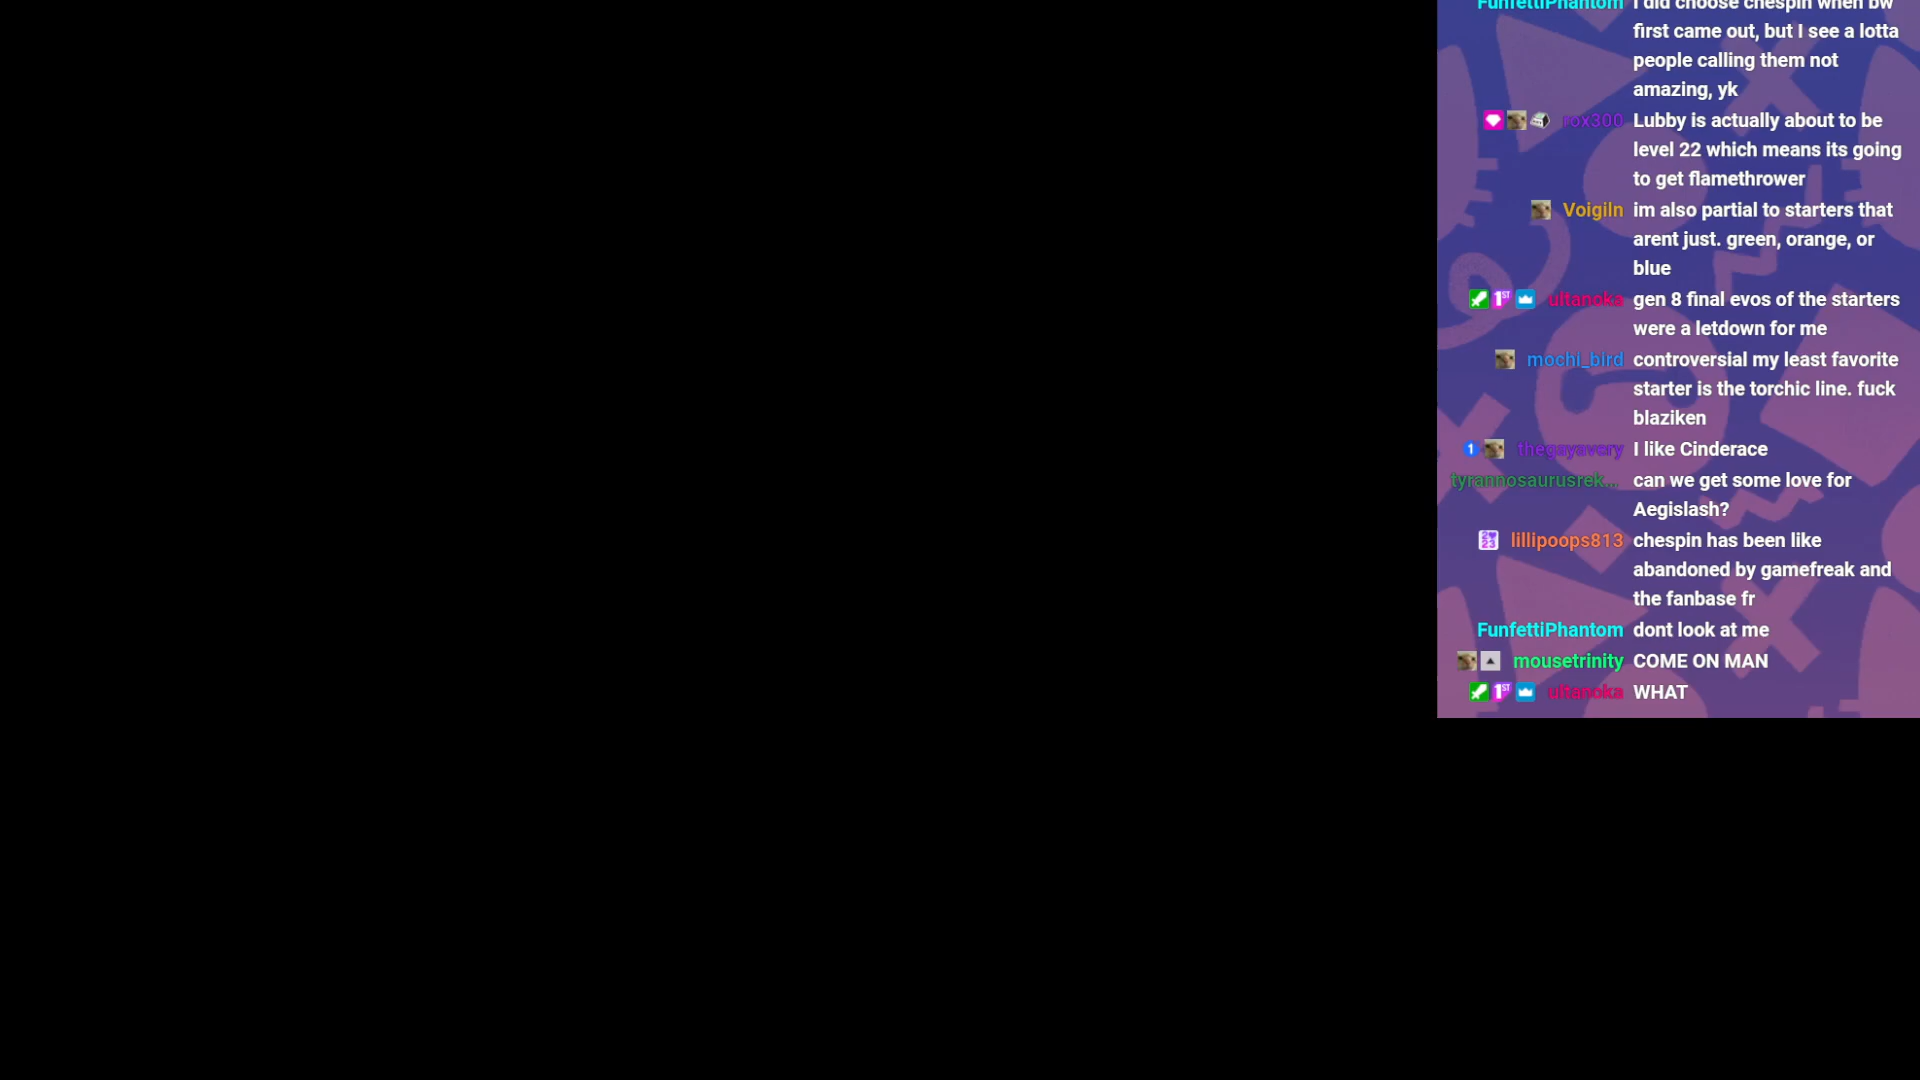 FunfettiPhantom I did choose chespin when bw
first came out, but I see a lotta
people calling them not
amazing, yk
rox300 Lubby is actually about to be
level 22 which means its going
to get flamethrower
Voigiln im also partial to starters that
arent just. green, orange, or
blue
1ST ultanoka gen 8 final evos of the starters
were a letdown for me
mochi_bird controversial my least favorite
starter is the torchic line. fuck
blaziken
1 thegayavery I like Cinderace
tyrannosaurusrek... can we get some love for
Aegislash?
lillipoops813 chespin has been like
abandoned by gamefreak and
the fanbase fr
FunfettiPhantom dont look at me
mousetrinity COME ON MAN
1ST ultanoka WHAT